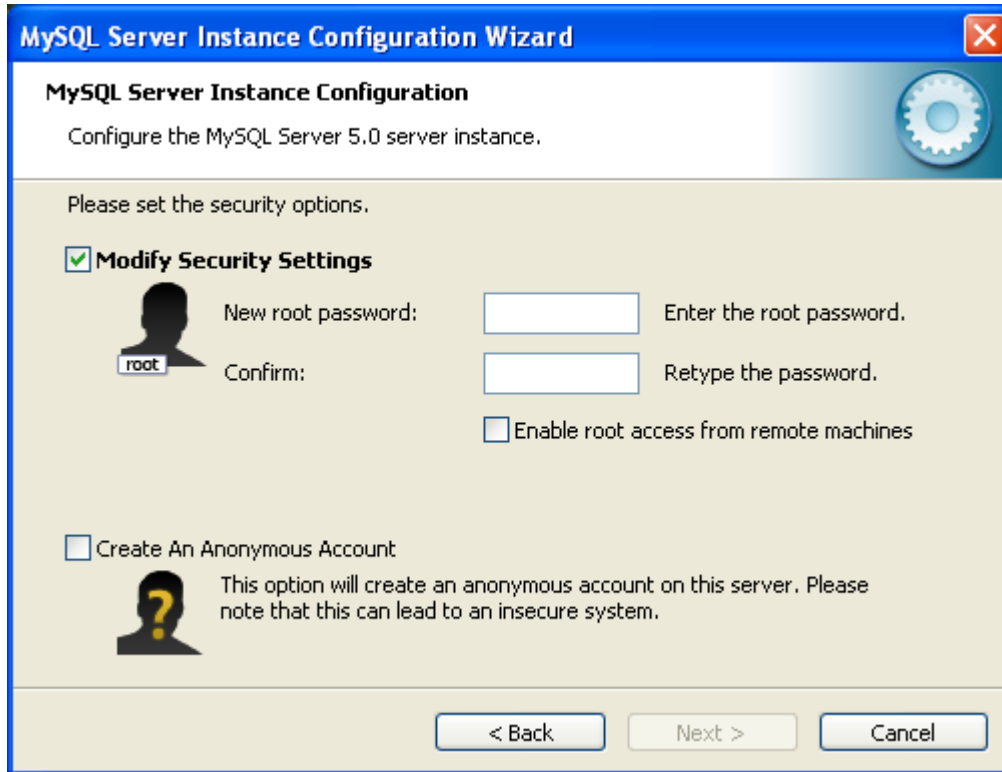 MySQL Server Instance Configuration Wizard
MySQL Server Instance Configuration
Configure the MySQL Server 5.0 server instance.
Please set the security options.
Modify Security Settings
New root password:
Enter the root password.
root
Confirm:
Retype the password.
Enable root access from remote machines
Create An Anonymous Account
This option will create an anonymous account on this server. Please
note that this can lead to an insecure system.
< Back
Next >
Cancel